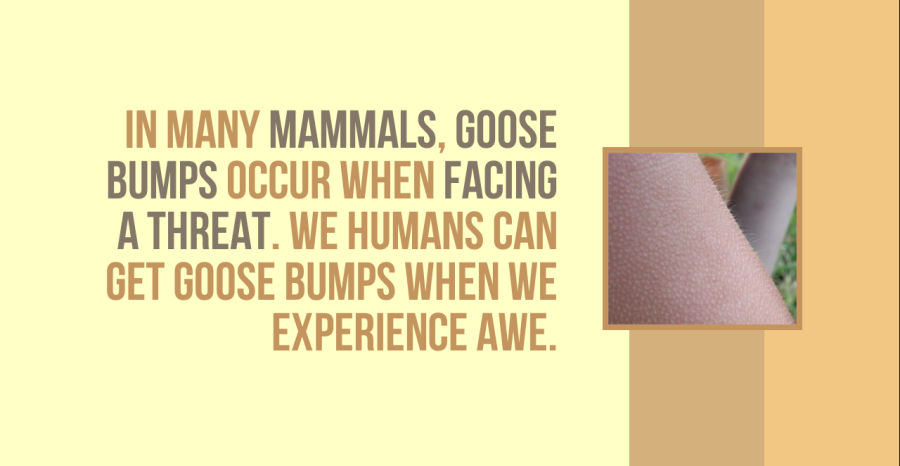 IN MANY MAMMALS, GOOSE
BUMPS OCCUR WHEN FACING
A THREAT. WE HUMANS CAN
GET GOOSE BUMPS WHEN WE
EXPERIENCE AWE.